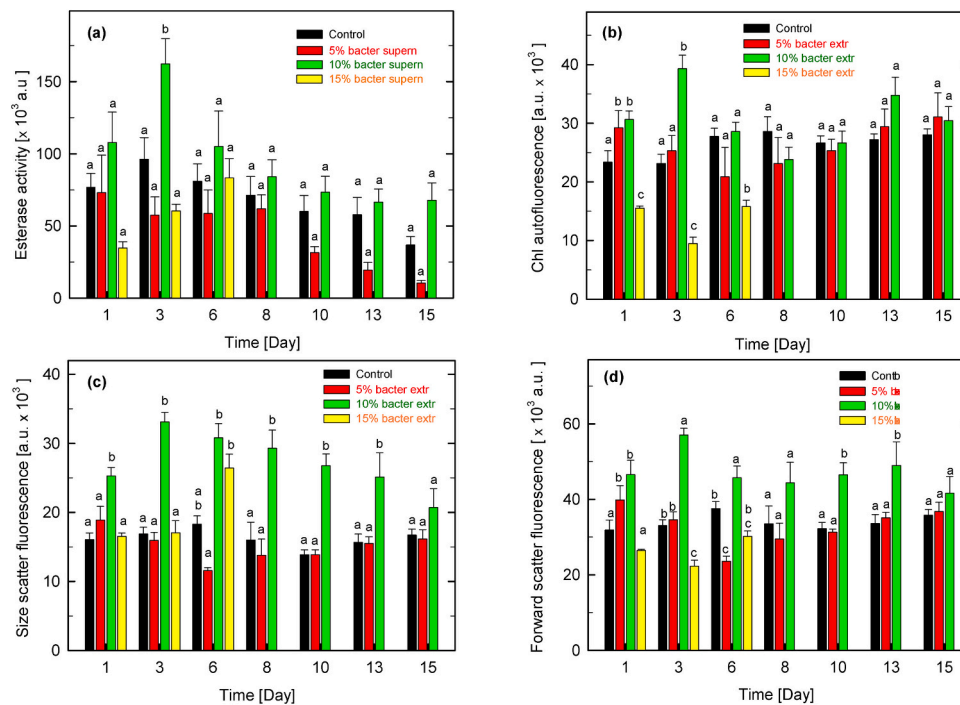 (a)
Control
5% bacter supern
10% bacter supern
15% bacter supern
Esterase activity [x 10³ a.u]
150
100
50
0
a a a a
a a b a
a a a a
a a a
a a a
a a a
a a a
1 3 6 8 10 13 15
Time [Day]
(b)
Control
5% bacter extr
10% bacter extr
15% bacter extr
Chl autofluorescence [a.u. x 10³]
40
30
20
10
0
a b b c
a a b c
a a a b
a a a
a a a
a a a
a a a
1 3 6 8 10 13 15
Time [Day]
(c)
Control
5% bacter extr
10% bacter extr
15% bacter extr
Size scatter fluorescence [a.u. x 10³]
40
30
20
10
0
a a b a
a a b a
a b a b b
a a b
a a b
a a b
a a a
1 3 6 8 10 13 15
Time [Day]
(d)
Cont
5% b
10%
15%
Forward scatter fluorescence [ x 10³ a.u.]
60
40
20
0
a b b a
b b a c
b c a b c
a a a
a a b
a a b
a a a
1 3 6 8 10 13 15
Time [Day]